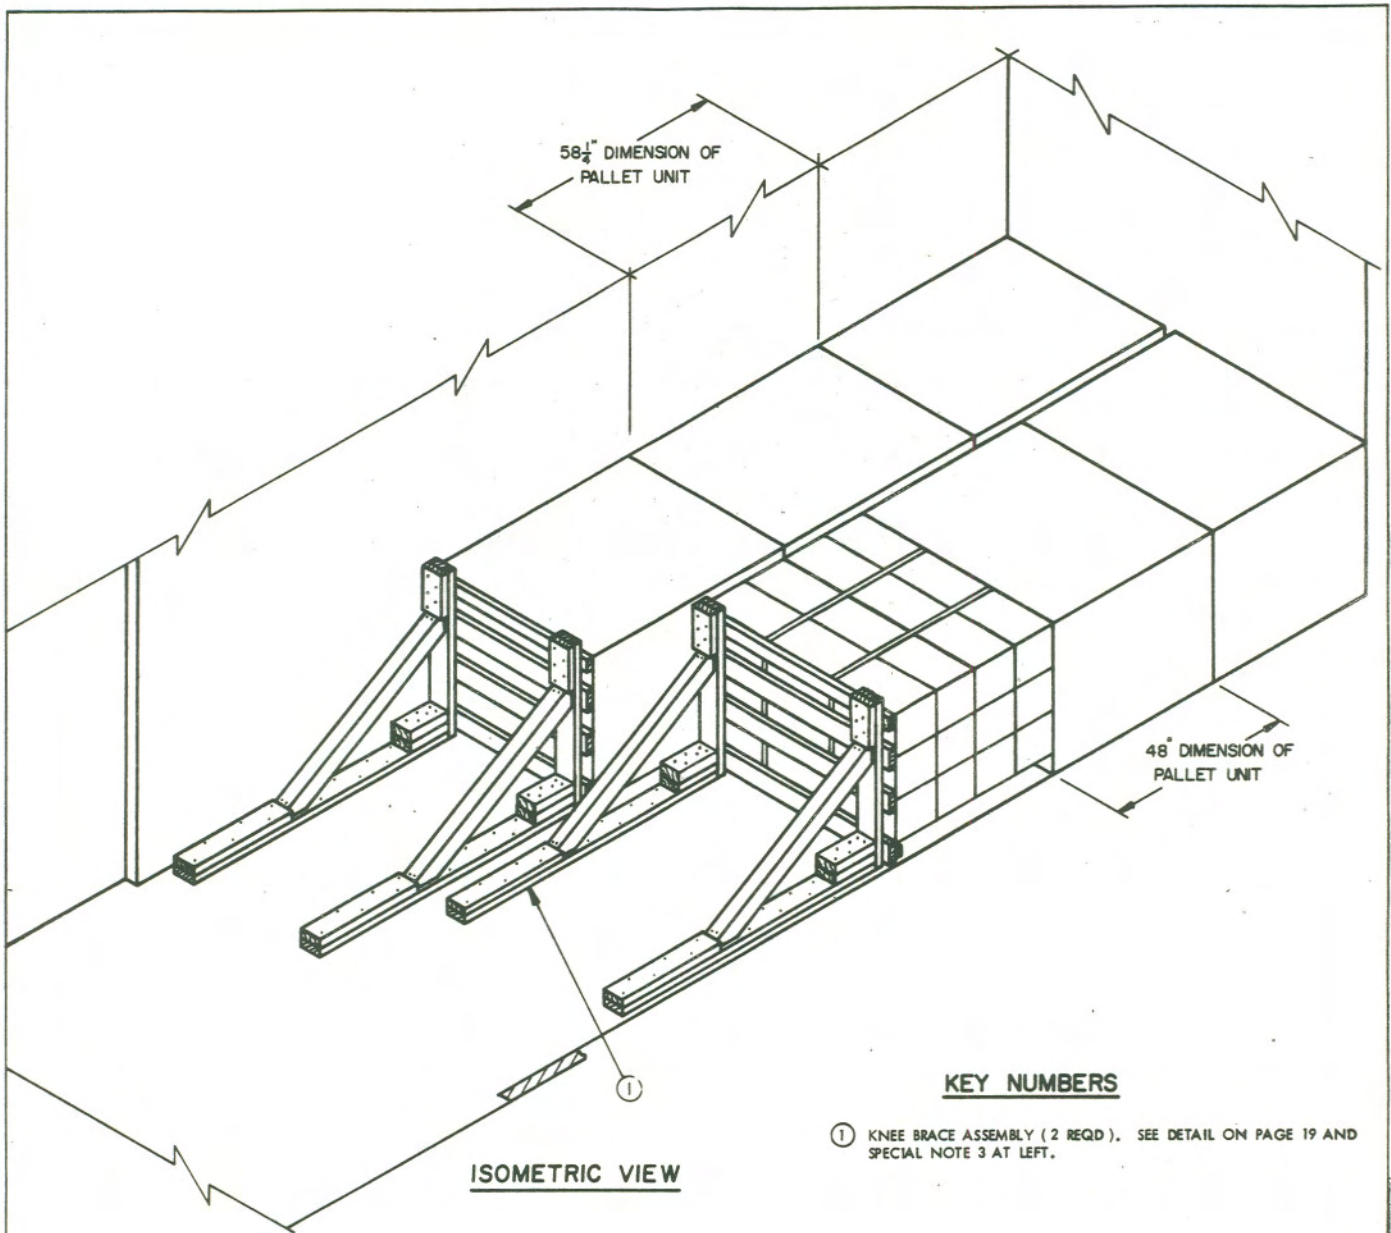 58¼" DIMENSION OF
PALLET UNIT
48" DIMENSION OF
PALLET UNIT
1
KEY NUMBERS
1 KNEE BRACE ASSEMBLY ( 2 REQD ). SEE DETAIL ON PAGE 19 AND
SPECIAL NOTE 3 AT LEFT.
ISOMETRIC VIEW